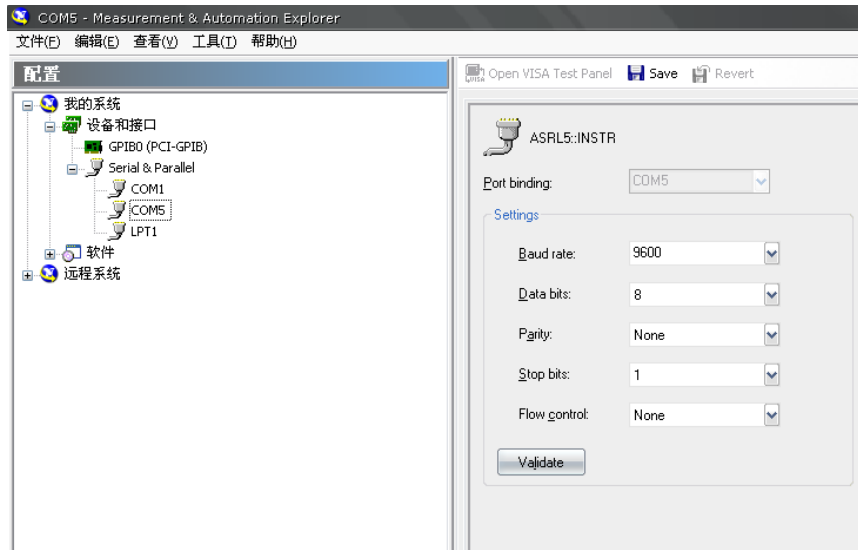 COM5 - Measurement & Automation Explorer
文件(F) 编辑(E) 查看(V) 工具(T) 帮助(H)
配置
我的系统
设备和接口
GPIB0 (PCI-GPIB)
Serial & Parallel
COM1
COM5
LPT1
软件
远程系统
Open VISA Test Panel Save Revert
ASRL5::INSTR
Port binding: COM5
Settings
Baud rate: 9600
Data bits: 8
Parity: None
Stop bits: 1
Flow control: None
Validate